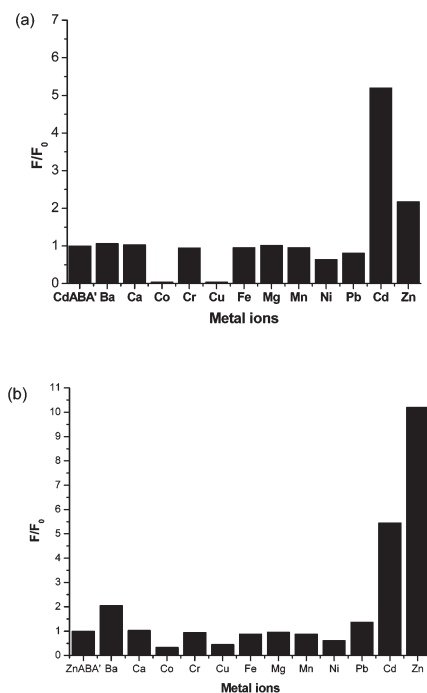 (a)
7
6
5
4
3
2
1
0
F/F0
CdABA' Ba Ca Co Cr Cu Fe Mg Mn Ni Pb Cd Zn
Metal ions
(b)
11
10
9
8
7
6
5
4
3
2
1
0
F/F0
ZnABA' Ba Ca Co Cr Cu Fe Mg Mn Ni Pb Cd Zn
Metal ions